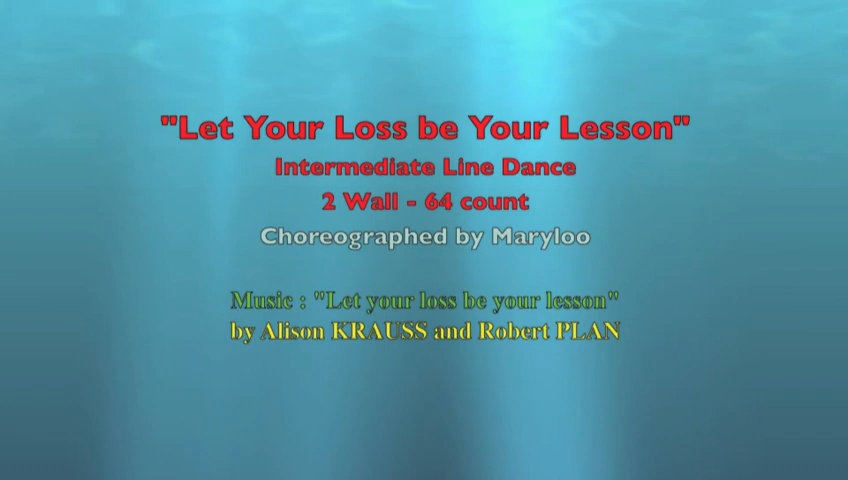 "Let Your Loss be Your Lesson"
Intermediate Line Dance
2 Wall - 64 count
Choreographed by Maryloo
Music : "Let your loss be your lesson"
by Alison KRAUSS and Robert PLAN